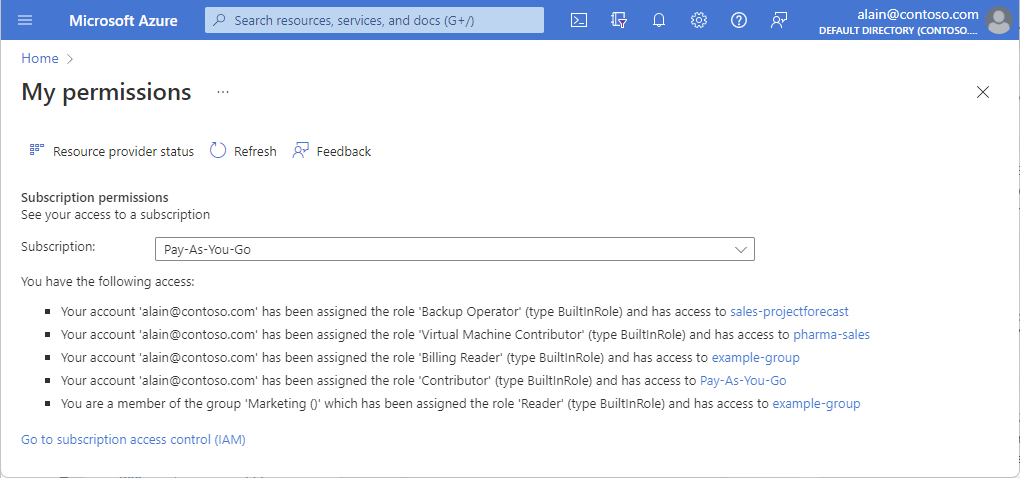 Microsoft Azure
Search resources, services, and docs (G+/)
alain@contoso.com
DEFAULT DIRECTORY (CONTOSO....
Home
My permissions ...
Resource provider status
Refresh
Feedback
Subscription permissions
See your access to a subscription
Subscription:
Pay-As-You-Go
You have the following access:
Your account 'alain@contoso.com' has been assigned the role 'Backup Operator' (type BuiltInRole) and has access to sales-projectforecast
Your account 'alain@contoso.com' has been assigned the role 'Virtual Machine Contributor' (type BuiltInRole) and has access to pharma-sales
Your account 'alain@contoso.com' has been assigned the role 'Billing Reader' (type BuiltInRole) and has access to example-group
Your account 'alain@contoso.com' has been assigned the role 'Contributor' (type BuiltInRole) and has access to Pay-As-You-Go
You are a member of the group 'Marketing ()' which has been assigned the role 'Reader' (type BuiltInRole) and has access to example-group
Go to subscription access control (IAM)